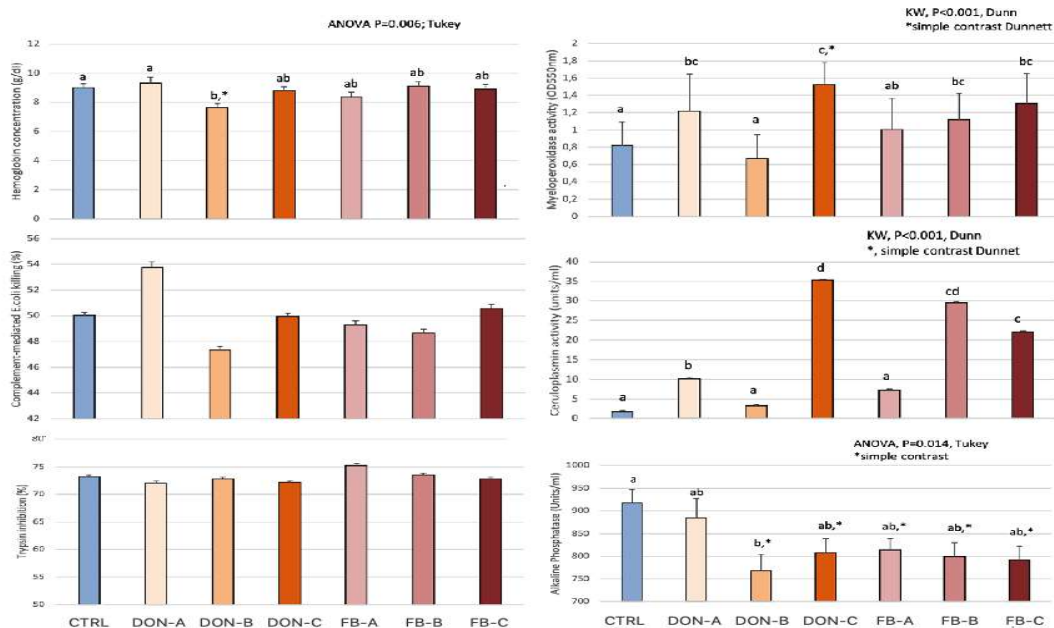 ANOVA P=0.006; Tukey
Hemoglobin concentration (g/dl)
12
10
8
6
4
2
0
a
a
b,*
ab
ab
ab
ab
Complement-mediated E.coli killing (%)
56
54
52
50
48
46
44
42
Trypsin inhibition (%)
80
75
70
65
60
55
50
CTRL DON-A DON-B DON-C FB-A FB-B FB-C
KW, P<0.001, Dunn
*simple contrast Dunnett
Myeloperoxidase activity (OD550nm)
2
1,8
1,6
1,4
1,2
1
0,8
0,6
0,4
0,2
0
a
bc
a
c,*
ab
bc
bc
KW, P<0.001, Dunn
*, simple contrast Dunnet
Ceruloplasmin activity (units/ml)
40
35
30
25
20
15
10
5
0
a
b
a
d
a
cd
c
ANOVA, P=0.014, Tukey
*simple contrast
Alkaline Phosphatase (Units/ml)
1000
950
900
850
800
750
700
a
ab
b,*
ab,*
ab,*
ab,*
ab,*
CTRL DON-A DON-B DON-C FB-A FB-B FB-C